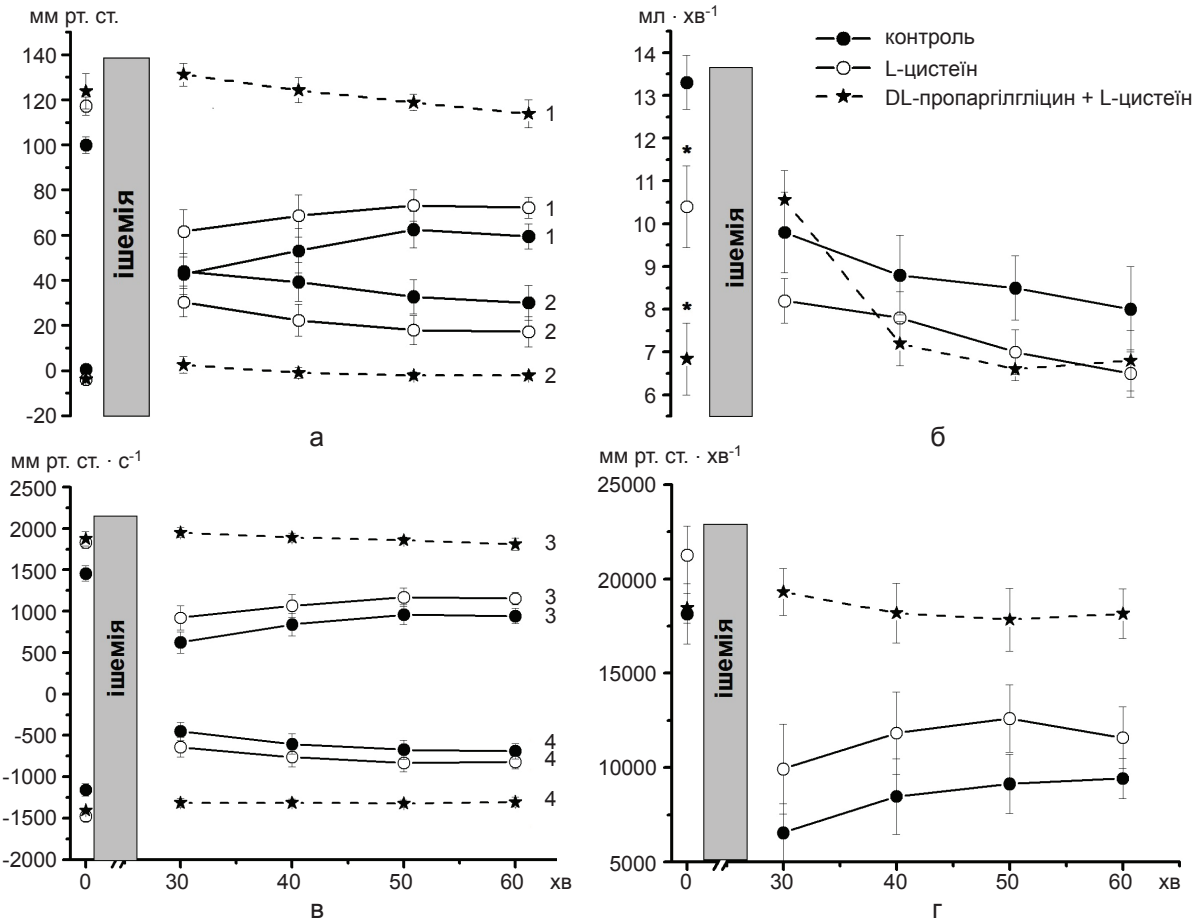 мм рт. ст.
140
120
100
80
60
40
20
0
-20
ішемія
1
1
1
2
2
2
а
мл · хв-1
14
13
12
11
10
9
8
7
6
*
*
ішемія
контроль
L-цистеїн
DL-пропаргілгліцин + L-цистеїн
б
мм рт. ст. · с-1
2500
2000
1500
1000
500
0
-500
-1000
-1500
-2000
ішемія
3
3
3
4
4
4
0 30 40 50 60 хв
в
мм рт. ст. · хв-1
25000
20000
15000
10000
5000
ішемія
0 30 40 50 60 хв
г